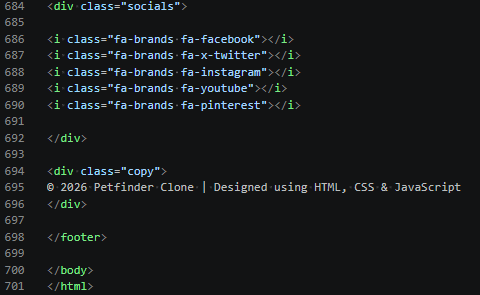 684 <div class="socials">
685
686 <i class="fa-brands fa-facebook"></i>
687 <i class="fa-brands fa-x-twitter"></i>
688 <i class="fa-brands fa-instagram"></i>
689 <i class="fa-brands fa-youtube"></i>
690 <i class="fa-brands fa-pinterest"></i>
691
692 </div>
693
694 <div class="copy">
695 © 2026 Petfinder Clone | Designed using HTML, CSS & JavaScript
696 </div>
697
698 </footer>
699
700 </body>
701 </html>